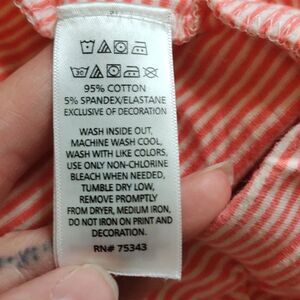 95% COTTON
5% SPANDEX/ELASTANE
EXCLUSIVE OF DECORATION
WASH INSIDE OUT,
MACHINE WASH COOL,
WASH WITH LIKE COLORS.
USE ONLY NON-CHLORINE
BLEACH WHEN NEEDED,
TUMBLE DRY LOW,
REMOVE PROMPTLY
FROM DRYER, MEDIUM IRON,
DO NOT IRON ON PRINT AND
DECORATION.
RN# 75343